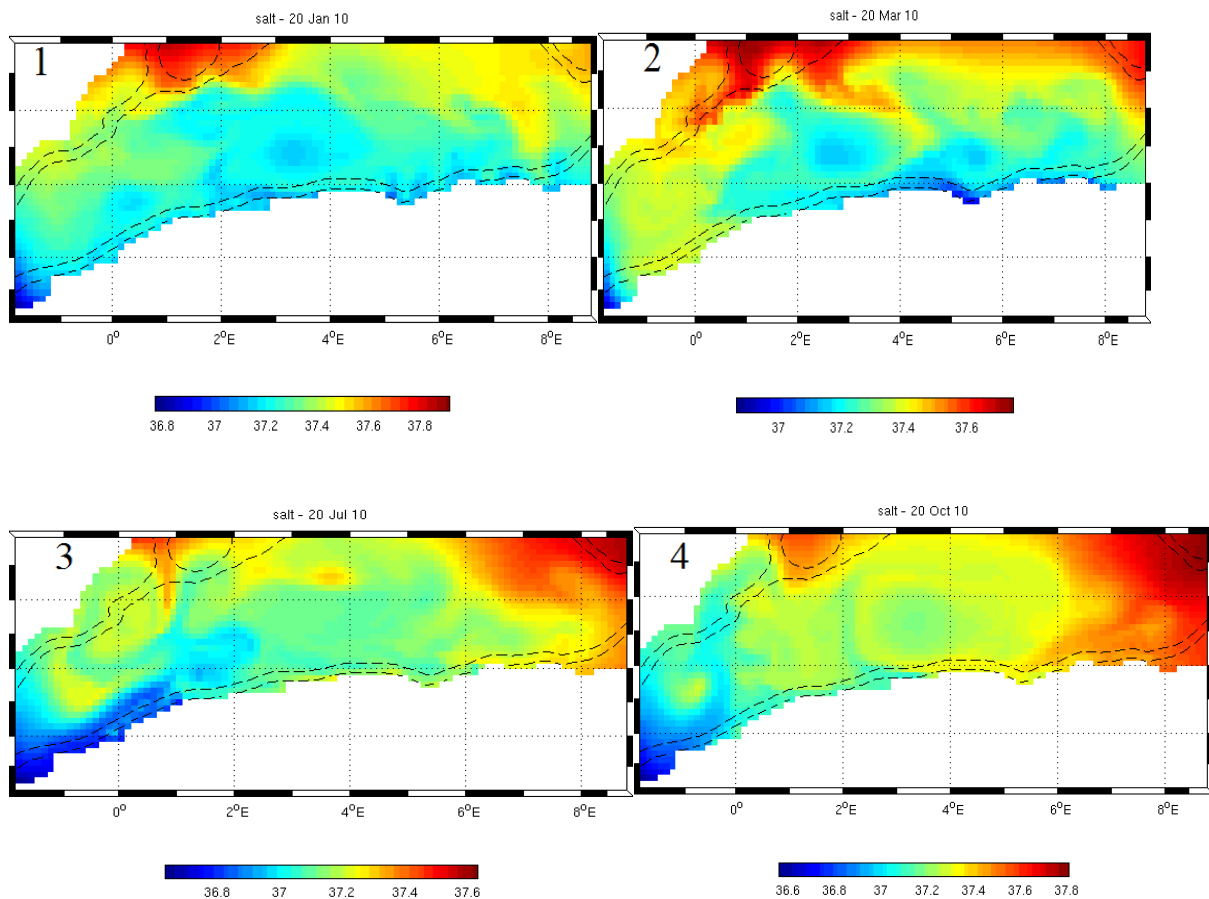 salt - 20 Jan 10
1
0°
2°E
4°E
6°E
8°E
36.8 37 37.2 37.4 37.6 37.8
salt - 20 Mar 10
2
0°
2°E
4°E
6°E
8°E
37 37.2 37.4 37.6
salt - 20 Jul 10
3
0°
2°E
4°E
6°E
8°E
36.8 37 37.2 37.4 37.6
salt - 20 Oct 10
4
0°
2°E
4°E
6°E
8°E
36.6 36.8 37 37.2 37.4 37.6 37.8